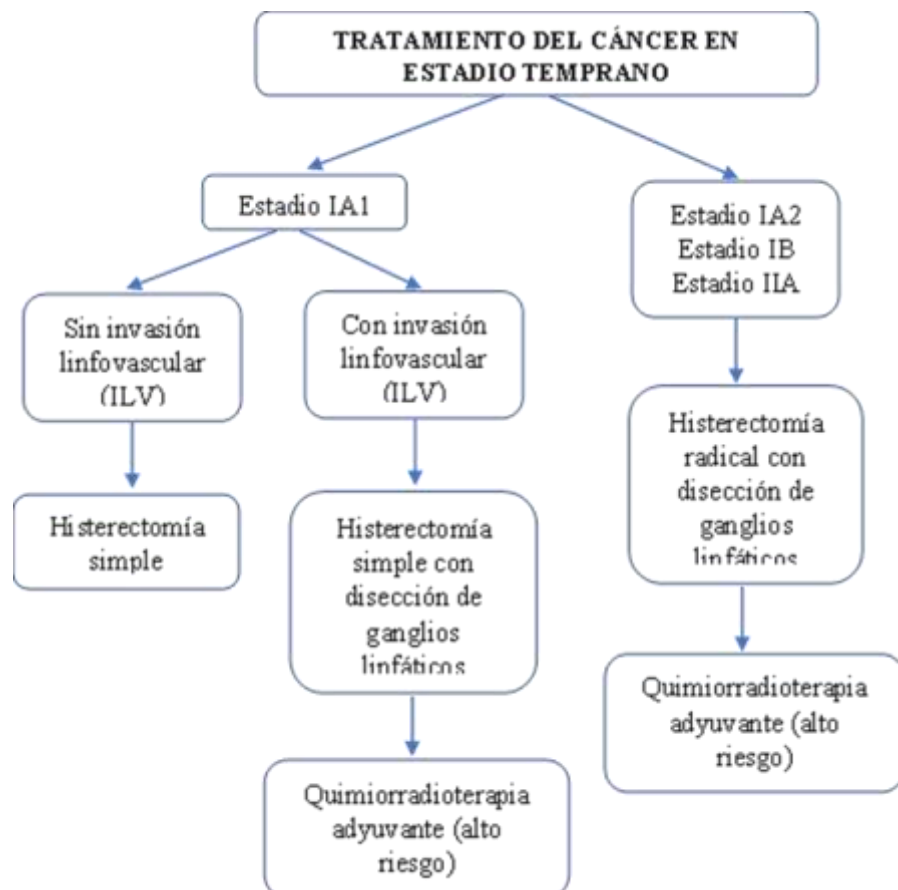 TRATAMIENTO DEL CÁNCER EN
ESTADIO TEMPRANO
Estadio IA1
Estadio IA2
Estadio IB
Estadio IIA
Sin invasión
linfovascular
(ILV)
Con invasión
linfovascular
(ILV)
Histerectomía
simple
Histerectomía
simple con
disección de
ganglios
linfáticos
Histerectomía
radical con
disección de
ganglios
linfáticos
Quimiorradioterapia
adyuvante (alto
riesgo)
Quimiorradioterapia
adyuvante (alto
riesgo)